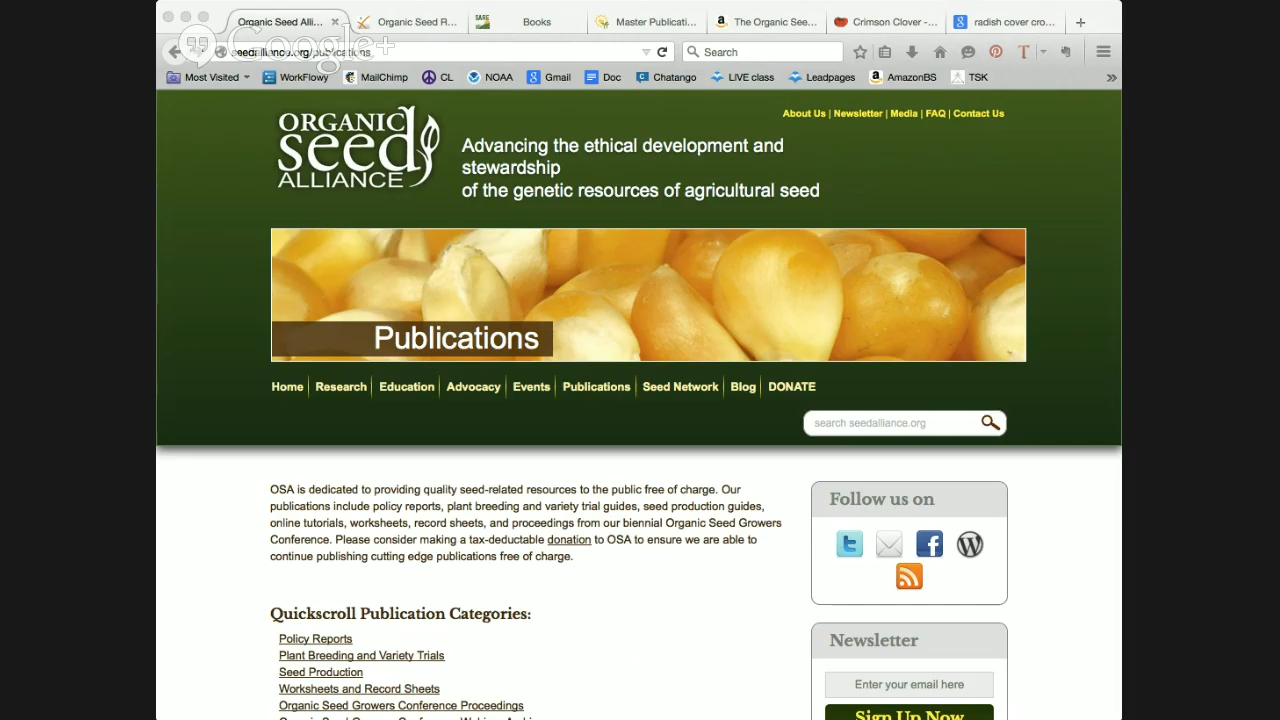 Organic Seed Alli...
Organic Seed R...
SARE
Books
Master Publicati...
The Organic See...
Crimson Clover -...
radish cover cro...
Google+
seedalliance.org/publications
Search
Most Visited
WorkFlowy
MailChimp
CL
NOAA
Gmail
Doc
Chatango
LIVE class
Leadpages
AmazonBS
TSK
About Us | Newsletter | Media | FAQ | Contact Us
ORGANIC
seed
ALLIANCE
Advancing the ethical development and
stewardship
of the genetic resources of agricultural seed
Publications
Home Research Education Advocacy Events Publications Seed Network Blog DONATE
search seedalliance.org
OSA is dedicated to providing quality seed-related resources to the public free of charge. Our
publications include policy reports, plant breeding and variety trial guides, seed production guides,
online tutorials, worksheets, record sheets, and proceedings from our biennial Organic Seed Growers
Conference. Please consider making a tax-deductable donation to OSA to ensure we are able to
continue publishing cutting edge publications free of charge.
Follow us on
Quickscroll Publication Categories:
Policy Reports
Plant Breeding and Variety Trials
Seed Production
Worksheets and Record Sheets
Organic Seed Growers Conference Proceedings
Newsletter
Enter your email here
Sign Up Now